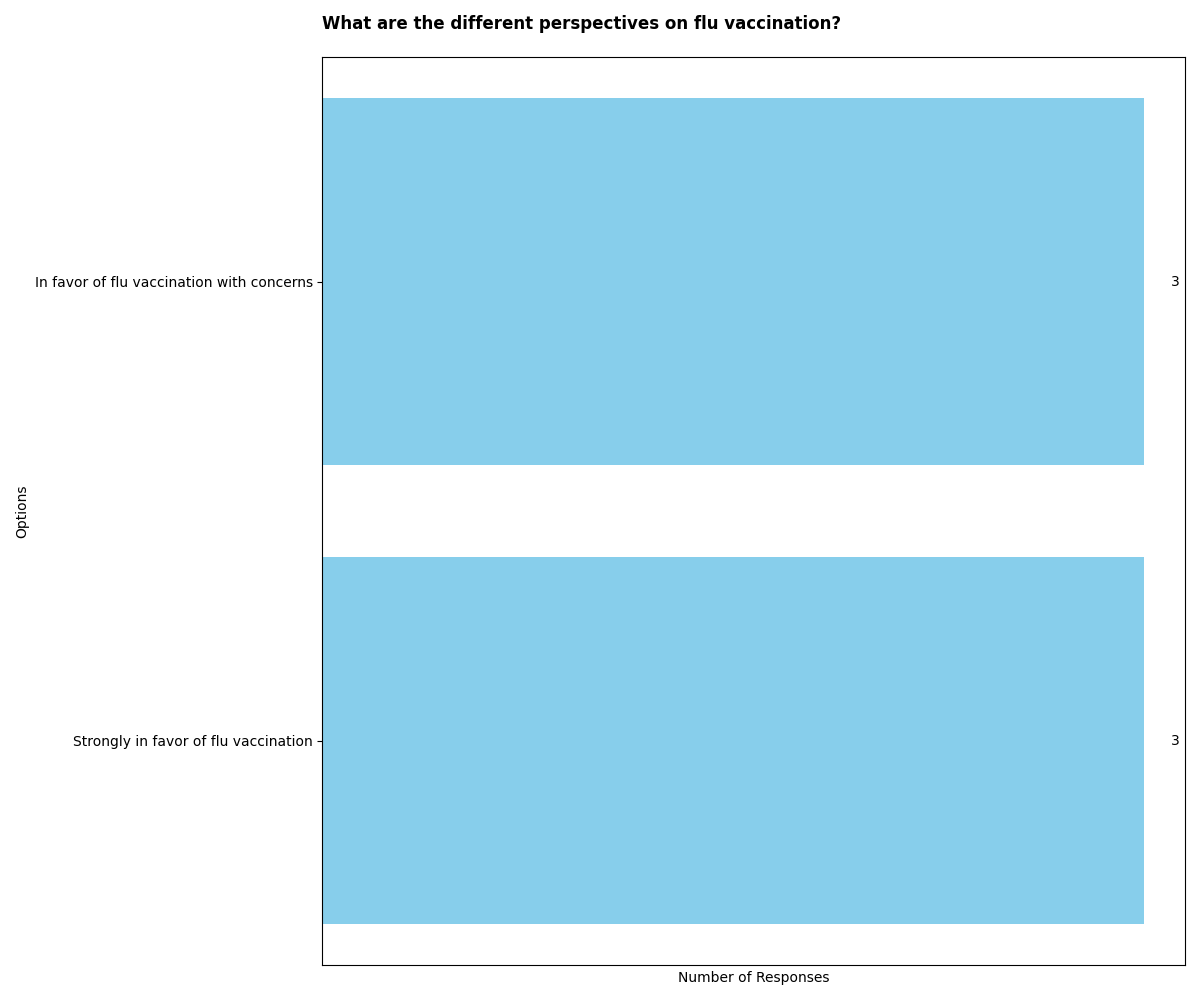 What are the different perspectives on flu vaccination?
In favor of flu vaccination with concerns
3
Options
Strongly in favor of flu vaccination
3
Number of Responses